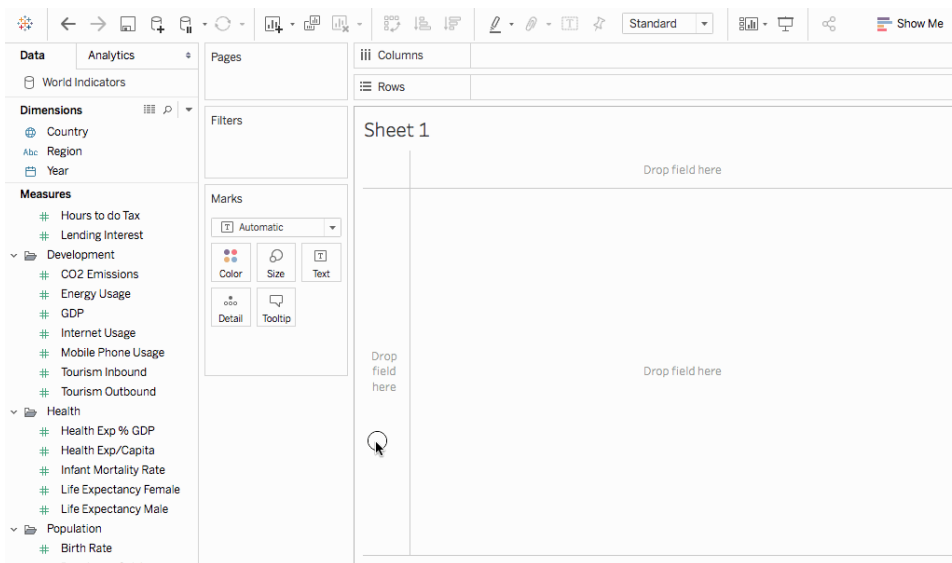 Standard
Show Me
Data
Analytics
World Indicators
Dimensions
Country
Abc Region
Year
Measures
Hours to do Tax
Lending Interest
Development
CO2 Emissions
Energy Usage
GDP
Internet Usage
Mobile Phone Usage
Tourism Inbound
Tourism Outbound
Health
Health Exp % GDP
Health Exp/Capita
Infant Mortality Rate
Life Expectancy Female
Life Expectancy Male
Population
Birth Rate
Pages
Filters
Marks
T Automatic
Color
Size
T
Text
Detail
Tooltip
Columns
Rows
Sheet 1
Drop field here
Drop
field
here
Drop field here